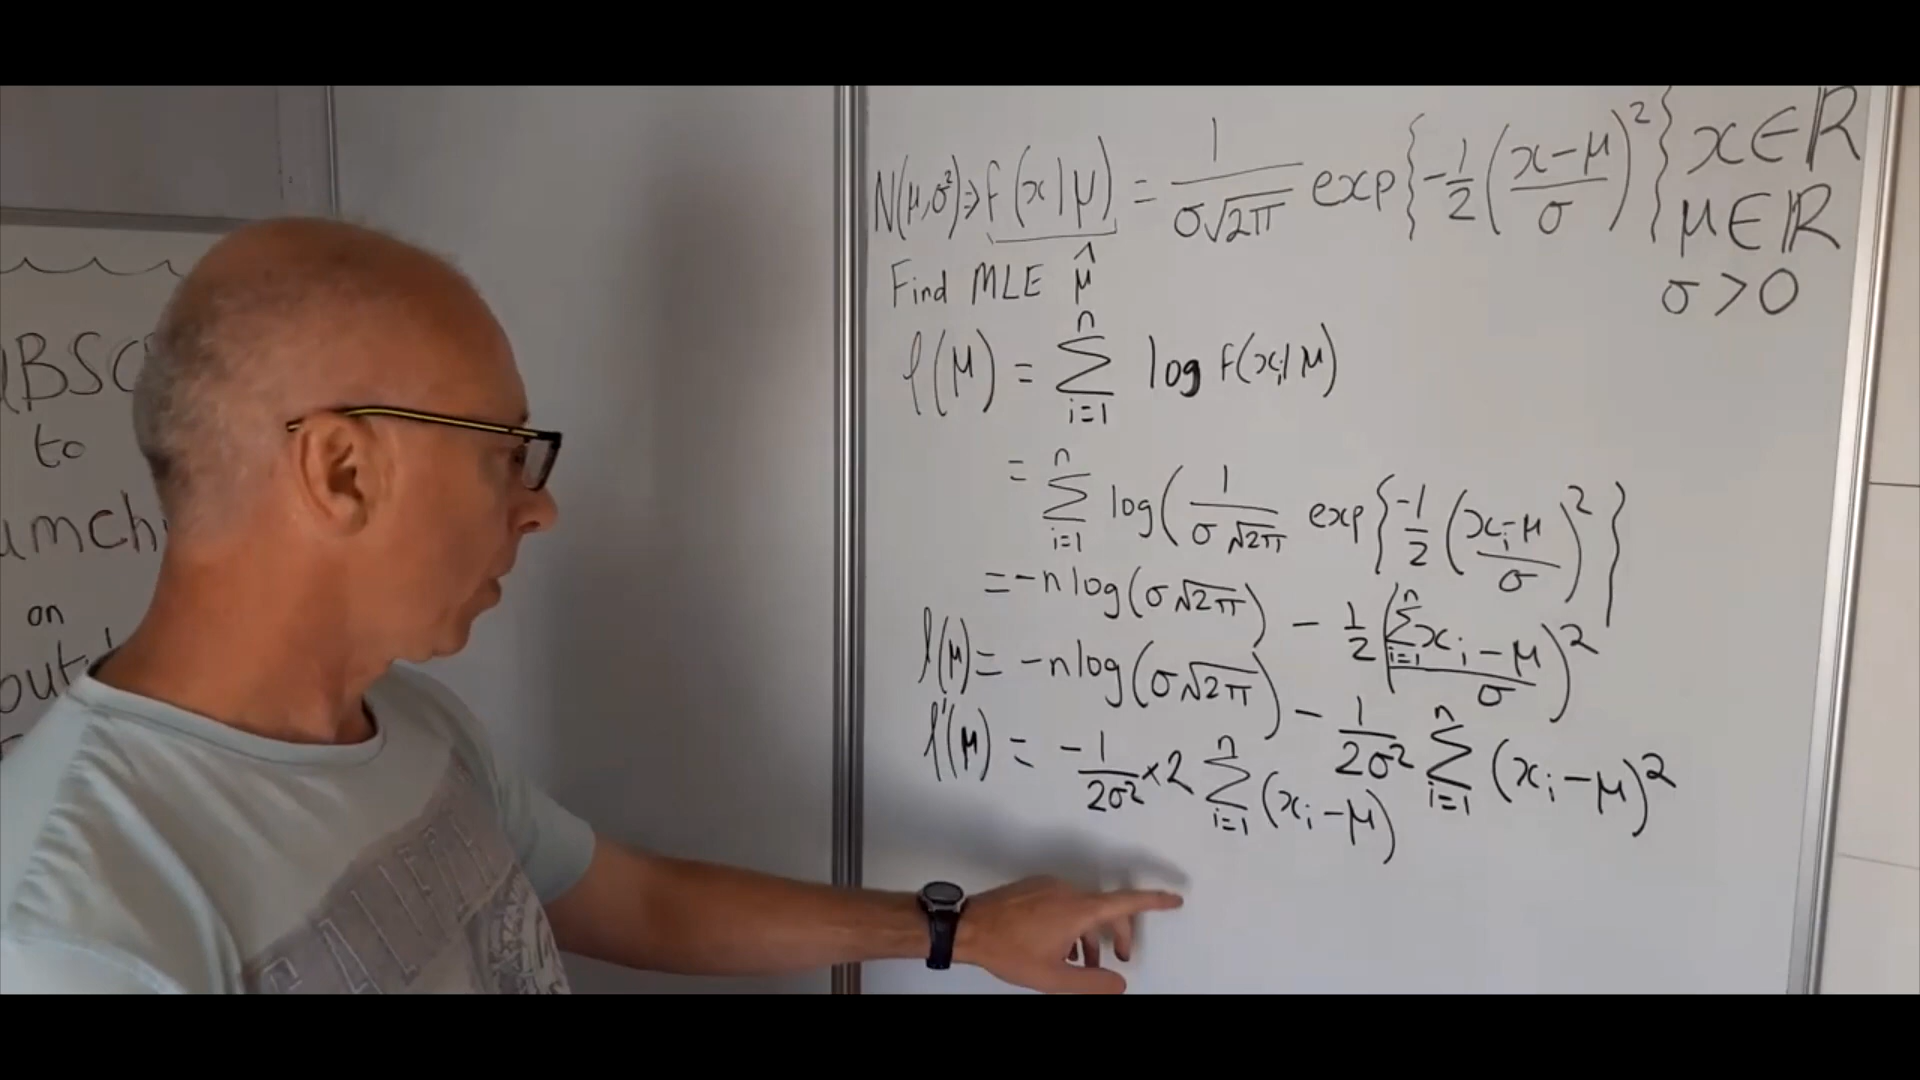 to
on
N(μ,σ²)⇒f(x|μ) = 1/(σ√2π) exp{-1/2((x-μ)/σ)²} x∈ℝ
μ∈ℝ
σ>0
Find MLE μ̂
ℓ(μ) = Σ_{i=1}^{n} log f(xᵢ|μ)
= Σ_{i=1}^{n} log(1/(σ√2π) exp{-1/2((xᵢ-μ)/σ)²}
= -n log(σ√2π) - 1/2(Σ_{i=1}^{n} xᵢ-μ/σ)²
ℓ(μ) = -n log(σ√2π) - 1/(2σ²) Σ_{i=1}^{n} (xᵢ-μ)²
ℓ'(μ) = -1/(2σ²) ×2 Σ_{i=1}^{n} (xᵢ-μ)